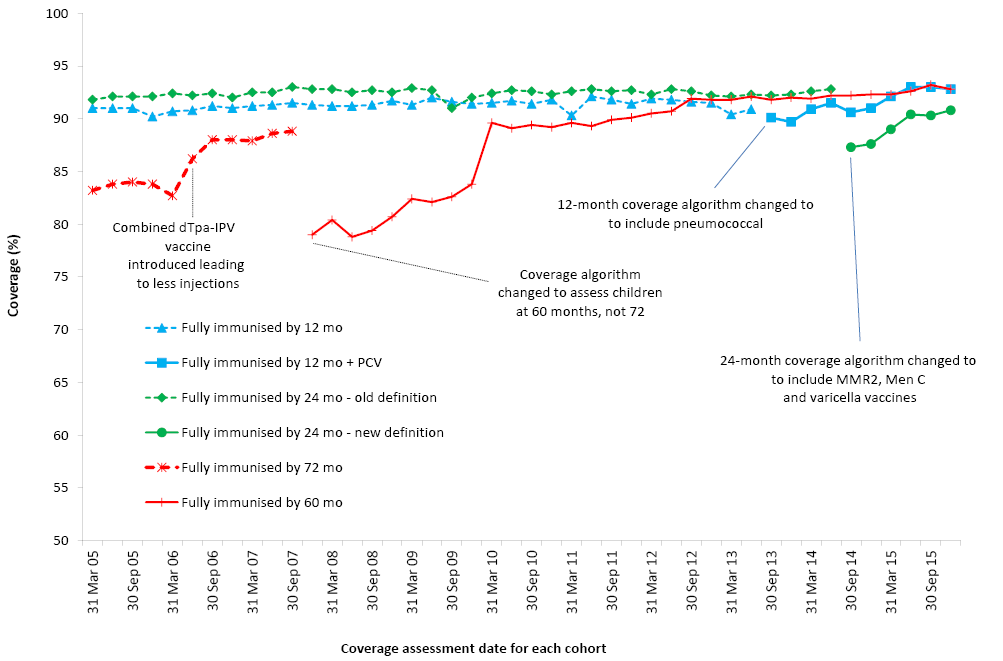 100
95
90
85
80
75
70
65
60
55
50
Coverage (%)
Combined dTpa-IPV
vaccine
introduced leading
to less injections
Coverage algorithm
changed to assess children
at 60 months, not 72
12-month coverage algorithm changed to
to include pneumococcal
24-month coverage algorithm changed to
to include MMR2, Men C
and varicella vaccines
Fully immunised by 12 mo
Fully immunised by 12 mo + PCV
Fully immunised by 24 mo - old definition
Fully immunised by 24 mo - new definition
Fully immunised by 72 mo
Fully immunised by 60 mo
31 Mar 05
30 Sep 05
31 Mar 06
30 Sep 06
31 Mar 07
30 Sep 07
31 Mar 08
30 Sep 08
31 Mar 09
30 Sep 09
31 Mar 10
30 Sep 10
31 Mar 11
30 Sep 11
31 Mar 12
30 Sep 12
31 Mar 13
30 Sep 13
31 Mar 14
30 Sep 14
31 Mar 15
30 Sep 15
Coverage assessment date for each cohort